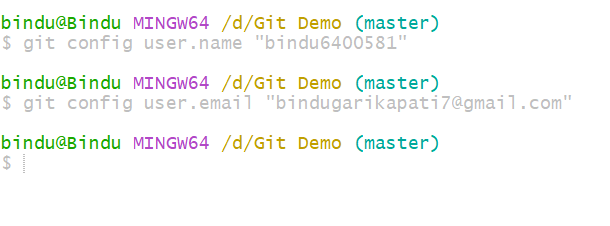 bindu@Bindu MINGW64 /d/Git Demo (master)
$ git config user.name "bindu6400581"
bindu@Bindu MINGW64 /d/Git Demo (master)
$ git config user.email "bindugarikapati7@gmail.com"
bindu@Bindu MINGW64 /d/Git Demo (master)
$